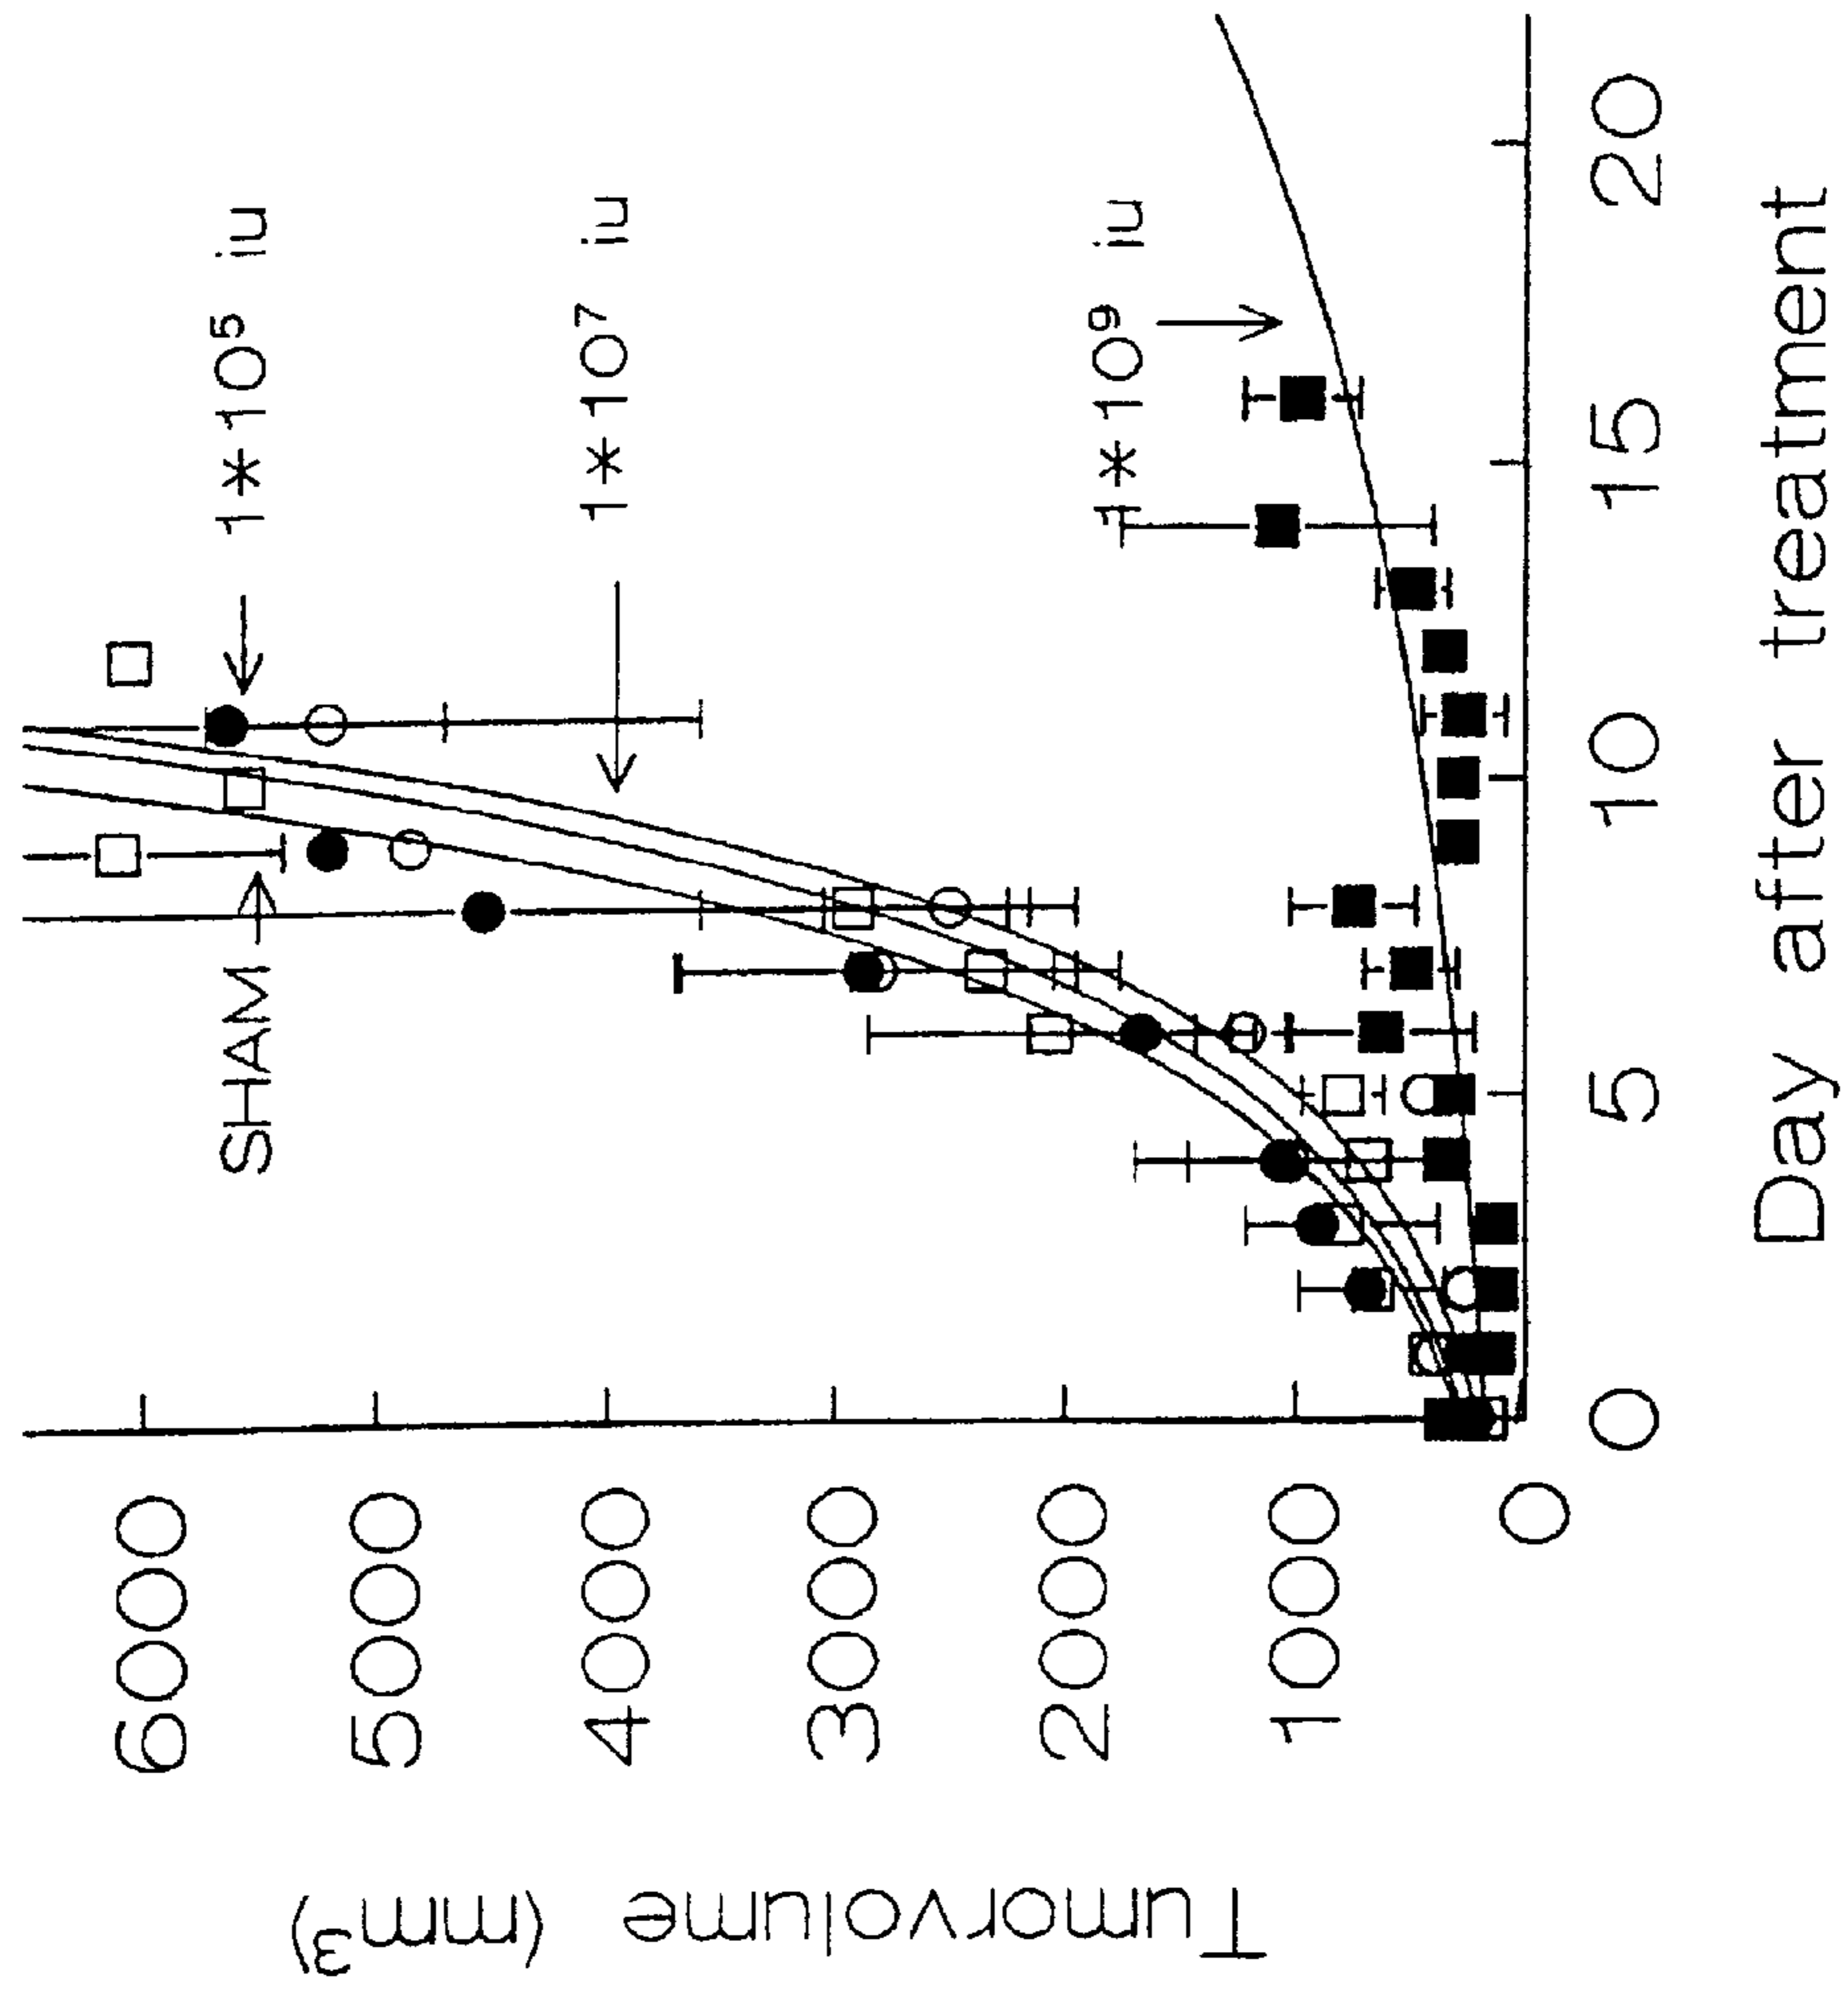 Tumorvolume (mm³)
6000
5000
4000
3000
2000
1000
0
SHAM
1*10⁵ iu
1*10⁷ iu
1*10⁹ iu
0
5
10
15
20
Day after treatment